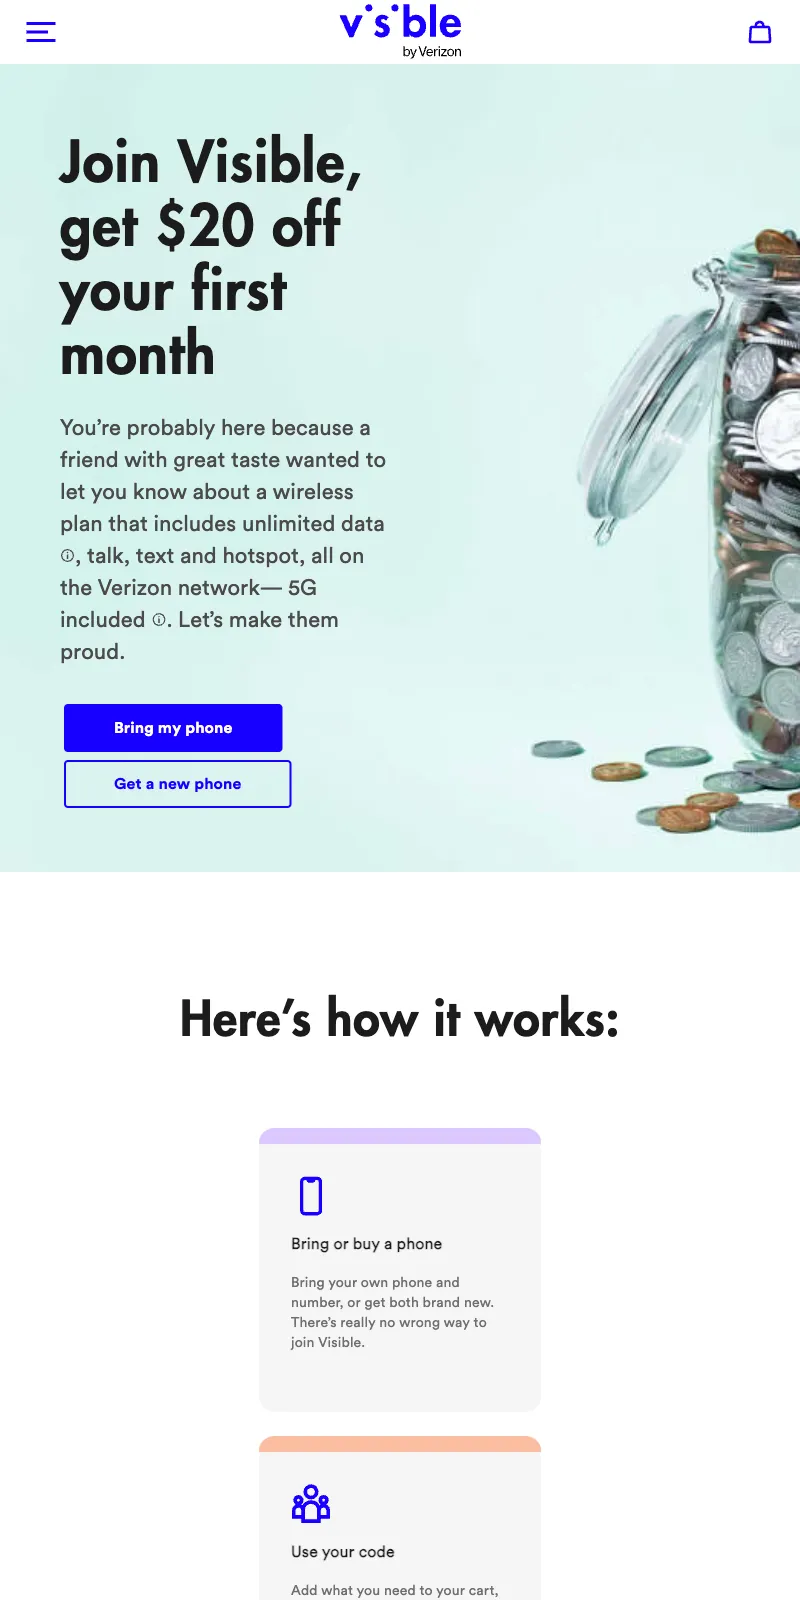 visible
by Verizon
Join Visible,
get $20 off
your first
month
You’re probably here because a
friend with great taste wanted to
let you know about a wireless
plan that includes unlimited data
ⓘ, talk, text and hotspot, all on
the Verizon network— 5G
included ⓘ. Let’s make them
proud.
Bring my phone
Get a new phone
Here’s how it works:
Bring or buy a phone
Bring your own phone and
number, or get both brand new.
There’s really no wrong way to
join Visible.
Use your code
Add what you need to your cart,